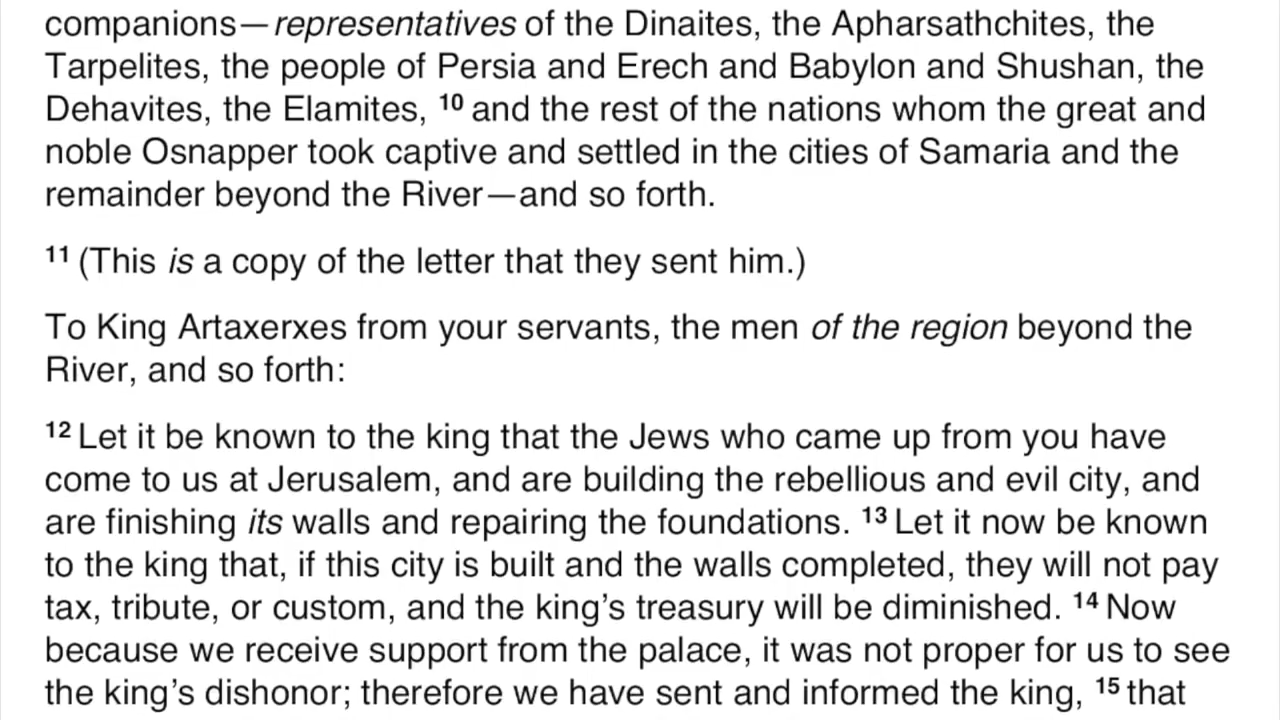 companions—representatives of the Dinaites, the Apharsathchites, the
Tarpelites, the people of Persia and Erech and Babylon and Shushan, the
Dehavites, the Elamites, 10 and the rest of the nations whom the great and
noble Osnapper took captive and settled in the cities of Samaria and the
remainder beyond the River—and so forth.
11 (This is a copy of the letter that they sent him.)
To King Artaxerxes from your servants, the men of the region beyond the
River, and so forth:
12 Let it be known to the king that the Jews who came up from you have
come to us at Jerusalem, and are building the rebellious and evil city, and
are finishing its walls and repairing the foundations. 13 Let it now be known
to the king that, if this city is built and the walls completed, they will not pay
tax, tribute, or custom, and the king’s treasury will be diminished. 14 Now
because we receive support from the palace, it was not proper for us to see
the king’s dishonor; therefore we have sent and informed the king, 15 that